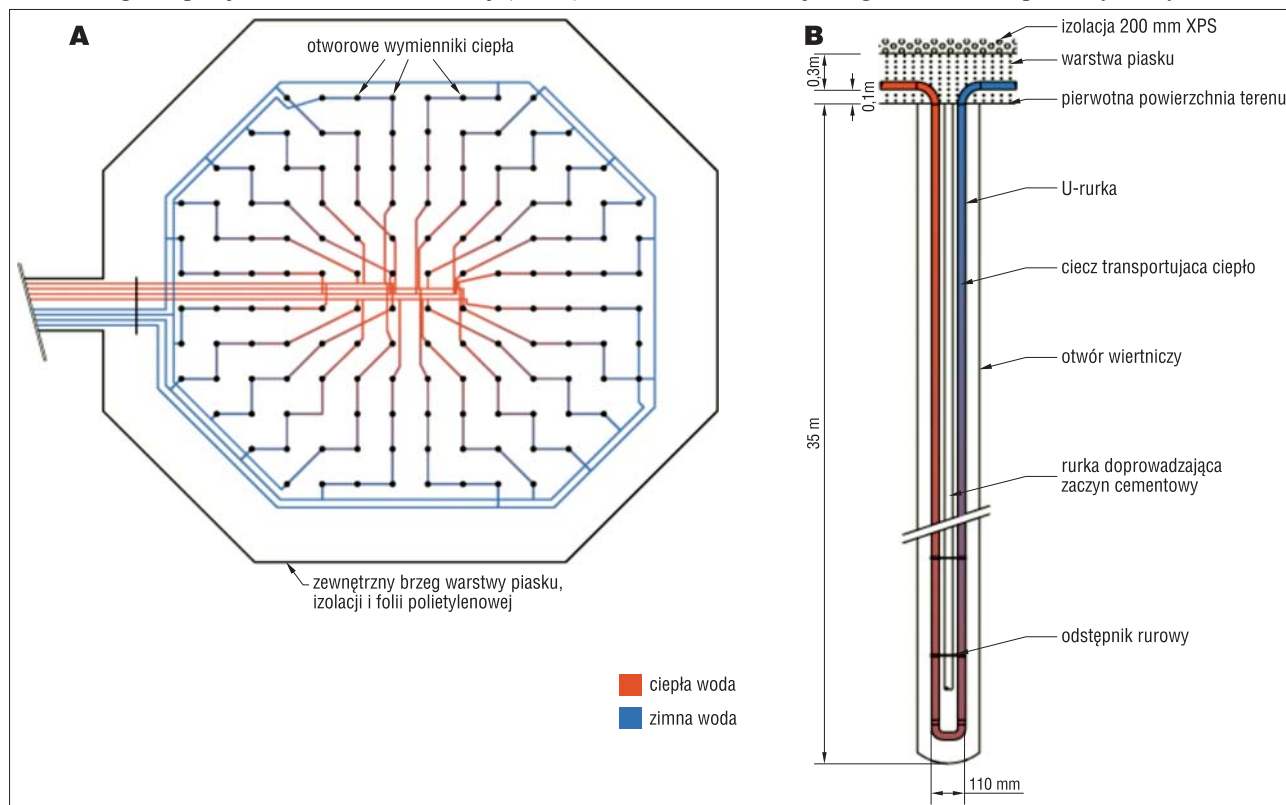 A
otworowe wymienniki ciepła
zewnętrzny brzeg warstwy piasku,
izolacji i folii polietylenowej
ciepła woda
zimna woda
B
izolacja 200 mm XPS
warstwa piasku
pierwotna powierzchnia terenu
0,3m
0,1m
U-rurka
ciecz transportujaca ciepło
otwór wiertniczy
35 m
rurka doprowadzająca
zaczyn cementowy
odstępnik rurowy
110 mm